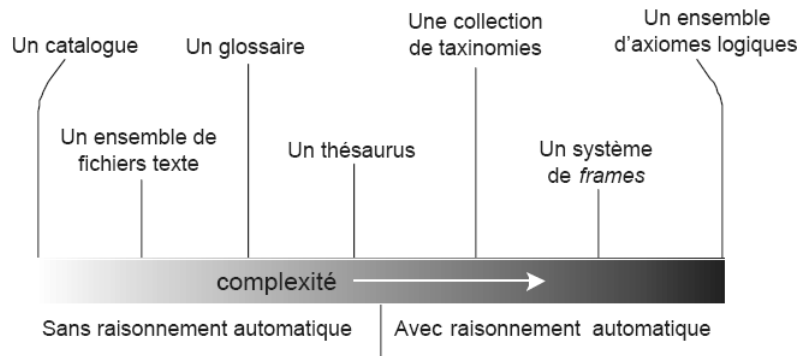 Un catalogue
Un ensemble de
fichiers texte
Un glossaire
Un thésaurus
Une collection
de taxinomies
Un système
de frames
Un ensemble
d'axiomes logiques
complexité
Sans raisonnement automatique
Avec raisonnement automatique